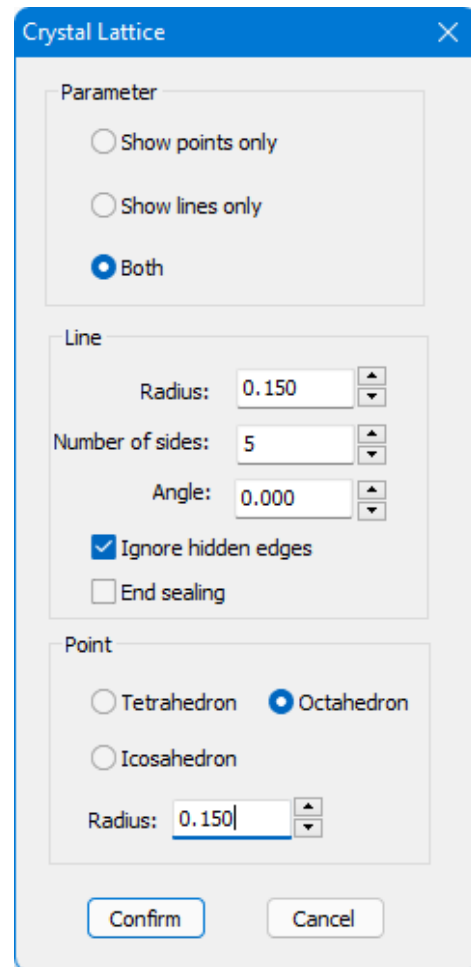 Crystal Lattice
Parameter
Show points only
Show lines only
Both
Line
Radius: 0.150
Number of sides: 5
Angle: 0.000
Ignore hidden edges
End sealing
Point
Tetrahedron Octahedron
Icosahedron
Radius: 0.150
Confirm Cancel